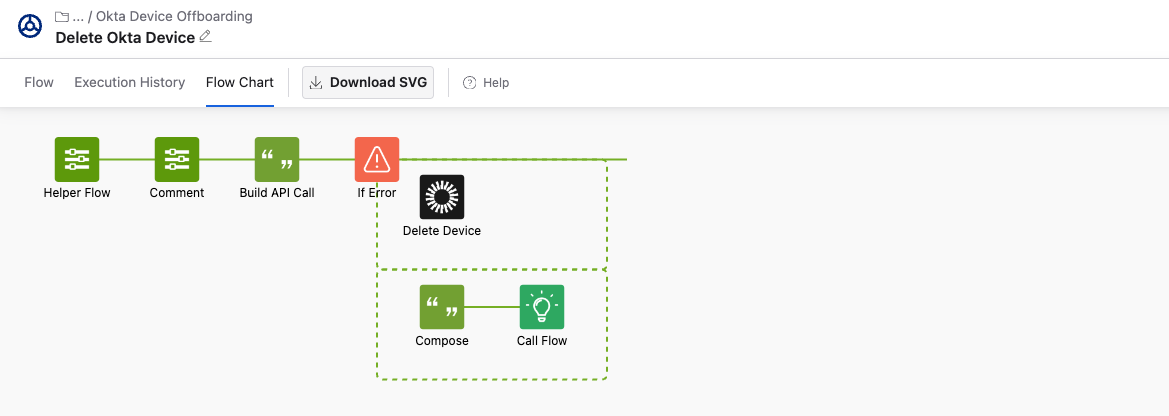 ... / Okta Device Offboarding
Delete Okta Device
Flow Execution History Flow Chart Download SVG Help
Helper Flow Comment Build API Call If Error
Delete Device
Compose Call Flow